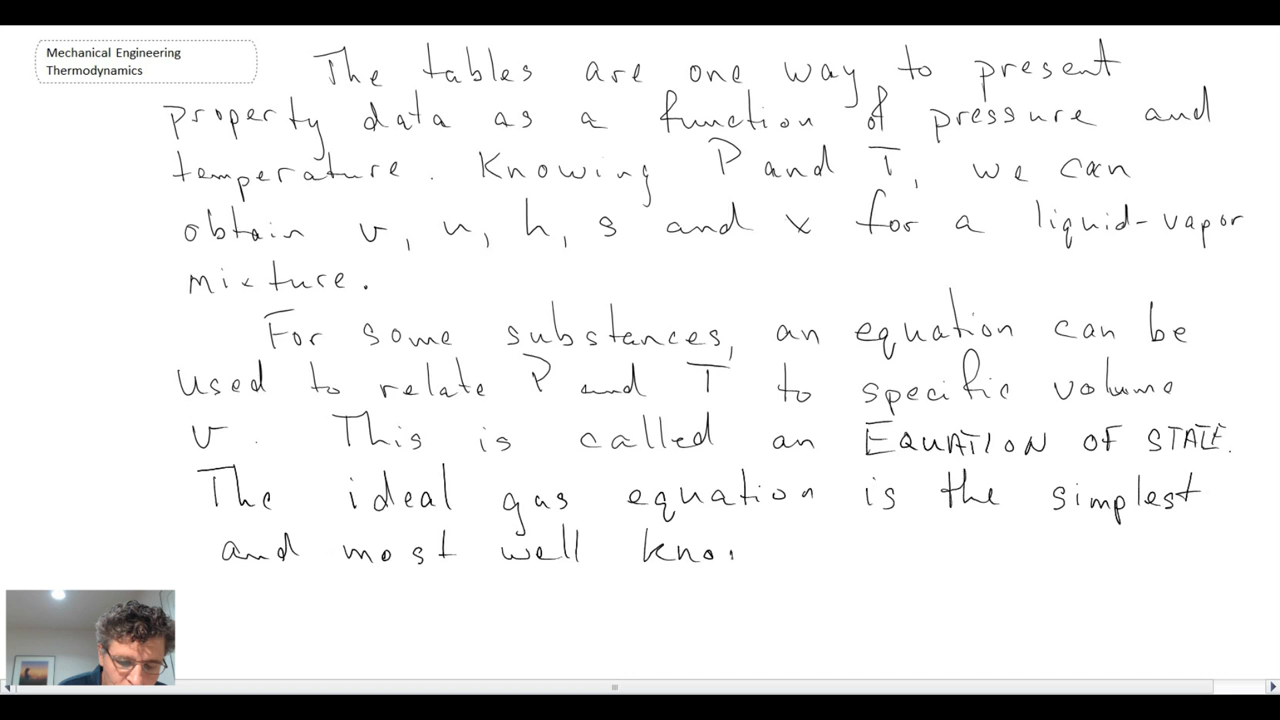 Mechanical Engineering
Thermodynamics
The tables are one way to present
property data as a function of pressure and
temperature. Knowing P and T, we can
obtain v, u, h, s and x for a liquid-vapor
mixture.
For some substances, an equation can be
used to relate P and T to specific volume
v. This is called an EQUATION OF STATE.
The ideal gas equation is the simplest
and most well kno